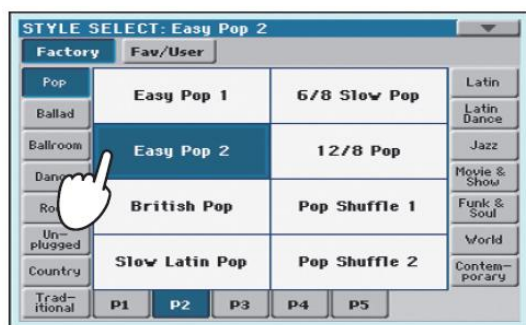 STYLE SELECT: Easy Pop 2
Factory Fav/User
Pop
Ballad
Ballroom
Un-
plugged
Country
Trad-
itional
Easy Pop 1
6/8 Slow Pop
Easy Pop 2
12/8 Pop
British Pop
Pop Shuffle 1
Slow Latin Pop
Pop Shuffle 2
Latin
Latin
Dance
Jazz
Movie &
Show
Funk &
Soul
World
Contem-
porary
P1 P2 P3 P4 P5